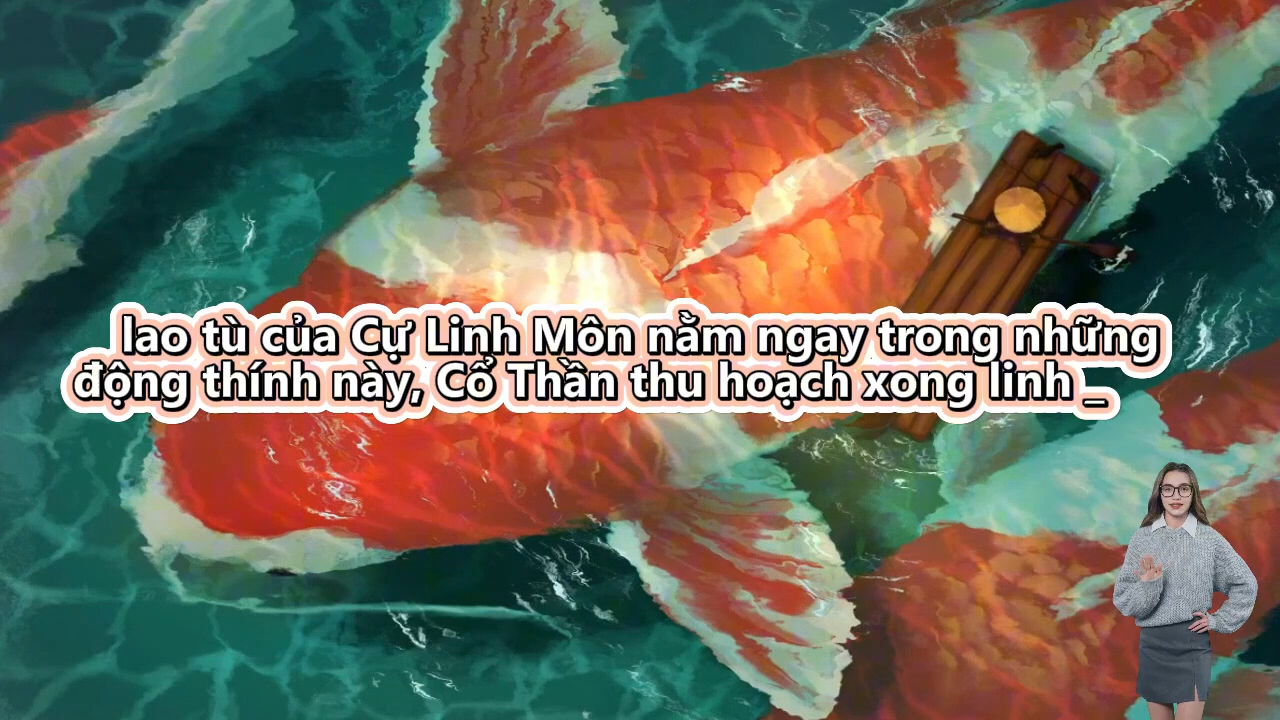 lao tù của Cự Linh Môn nằm ngay trong những
động thính này, Cổ Thần thu hoạch xong linh _